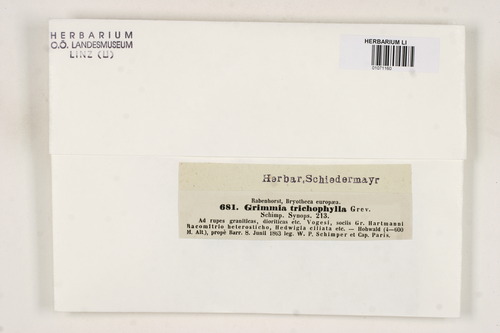 HERBARIUM
O.Ö. LANDESMUSEUM
LINZ (LI)
HERBARIUM LI
Herbar, Schiedermayr
Rabenhorst, Bryotheca europæa.
681. Grimmia trichophylla Grev.
Schimp. Synops. 213.
Ad rupes graniticas, dioriticas etc. Vogesi, sociis Gr. Hartmanni
Racomitrio heterosticho, Hedwigia ciliata etc. — Hohwald (4—600
M. Alt.), propè Barr. 8. Junii 1863 leg. W. P. Schimper et Cap. Paris.